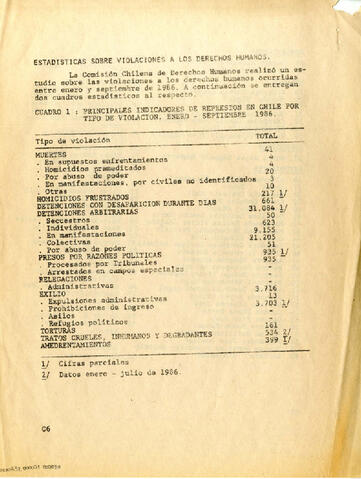 ESTADISTICAS SOBRE VIOLACIONES A LOS DERECHOS HUMANOS.
La Comisión Chilena de Derechos Humanos realizó un es-
tudio sobre las violaciones a los derechos humanos ocurridas
entre enero y septiembre de 1986. A continuación se entregan
dos cuadros estadísticos al respecto.
CUADRO 1 : PRINCIPALES INDICADORES DE REPRESION EN CHILE POR
TIPO DE VIOLACION. ENERO - SEPTIEMBRE 1986.
Tipo de violación TOTAL
MUERTES 41
. En supuestos enfrentamientos 4
. Homicidios premeditados 4
. Por abuso de poder 20
. En manifestaciones, por civiles no identificados 3
. Otras 10
HOMICIDIOS FRUSTRADOS 217 1/
DETENCIONES CON DESAPARICION DURANTE DIAS 661
DETENCIONES ARBITRARIAS 31.084 1/
. Secuestros 50
. Individuales 623
. En manifestaciones 9.155
. Colectivas 21.205
. Por abuso de poder 51
PRESOS POR RAZONES POLITICAS 935 1/
. Procesados por Tribunales 935
. Arrestados en campos especiales -
RELEGACIONES -
. Administrativas -
EXILIO 3.716
. Expulsiones administrativas 13
. Prohibiciones de ingreso 3.703 1/
. Asilos -
. Refugios políticos -
TORTURAS 161
TRATOS CRUELES, INHUMANOS Y DEGRADANTES 534 2/
AMEDRENTAMIENTOS 399 1/
1/ Cifras parciales
2/ Datos enero - julio de 1986.